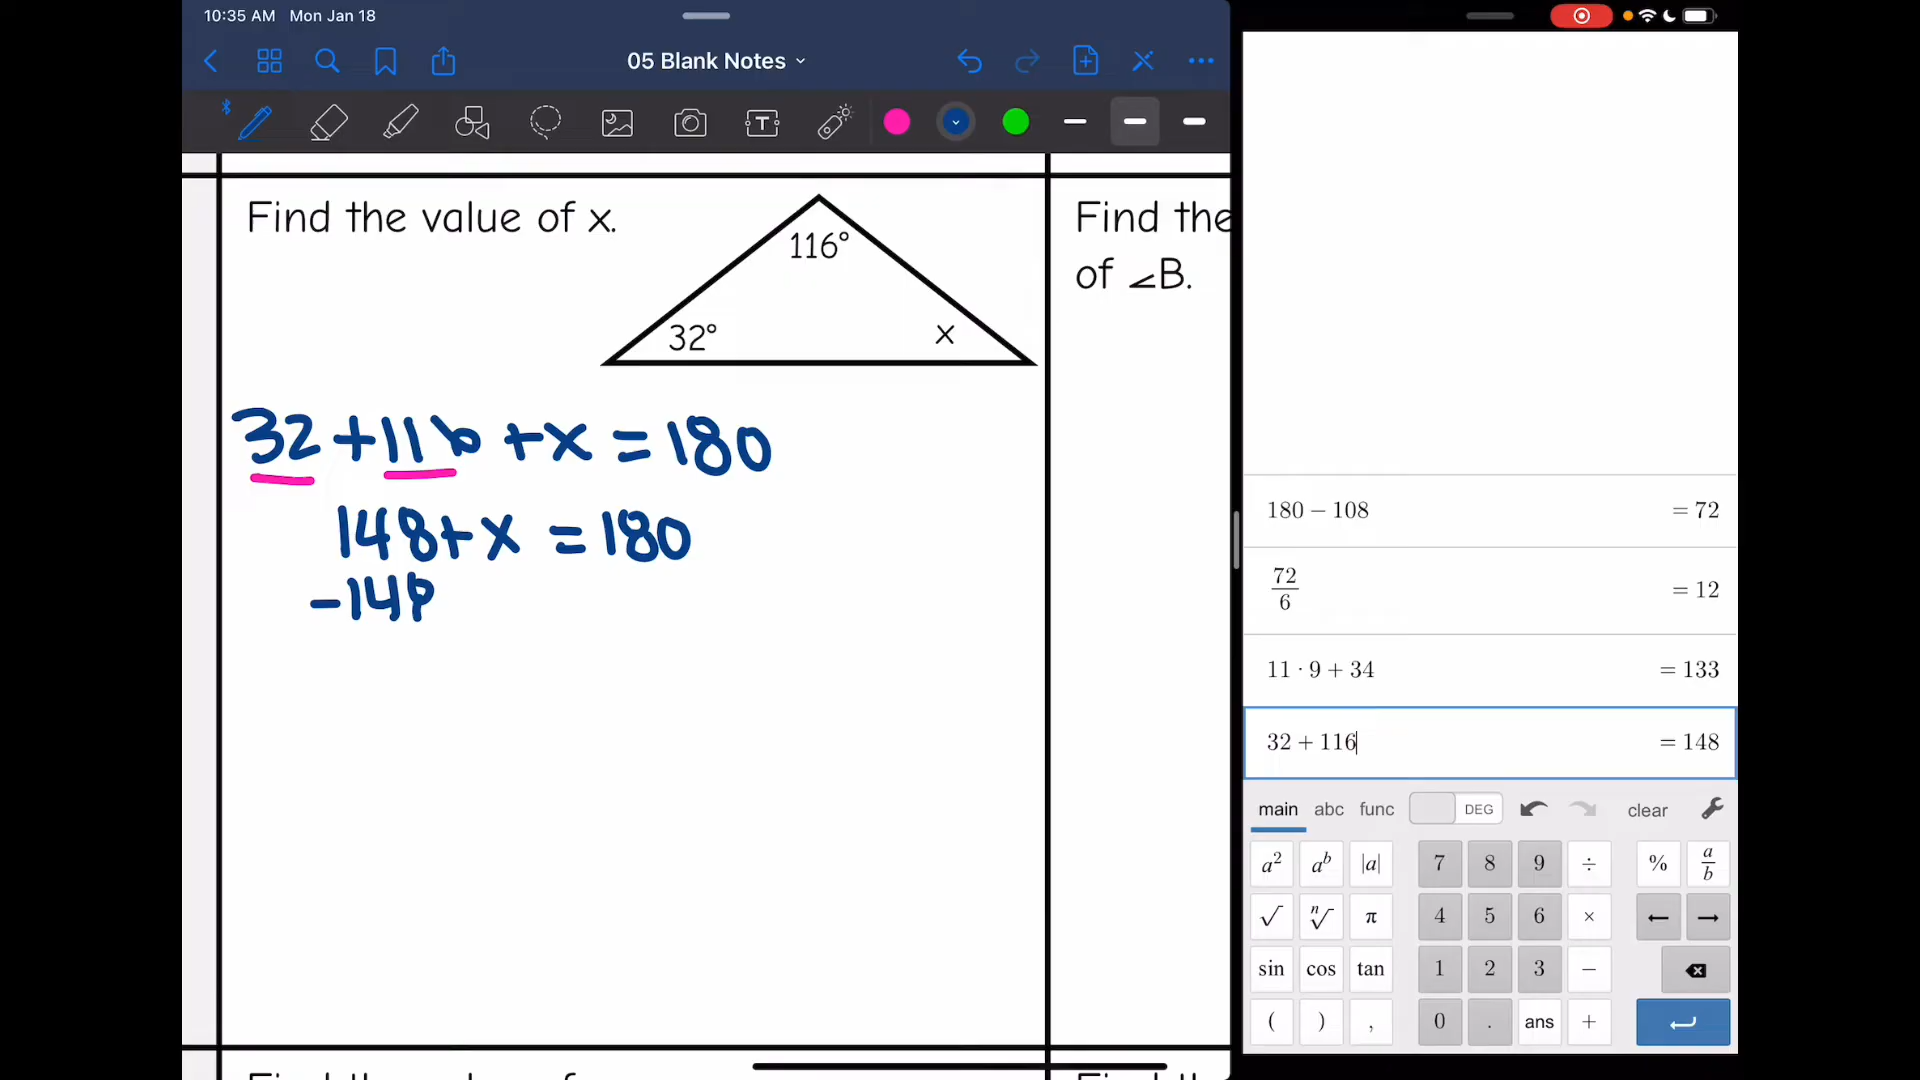 10:35 AM Mon Jan 18
05 Blank Notes
T
Find the value of x.
116°
32°
x
32 + 116 + x = 180
148 + x = 180
-148
Find the
of ∠B.
180 − 108 = 72
72/6 = 12
11 · 9 + 34 = 133
32 + 116 = 148
main abc func DEG clear
a² aᵇ |a| 7 8 9 ÷ % a/b
√ ⁿ√ π 4 5 6 × ← →
sin cos tan 1 2 3 −
( ) , 0 . ans +